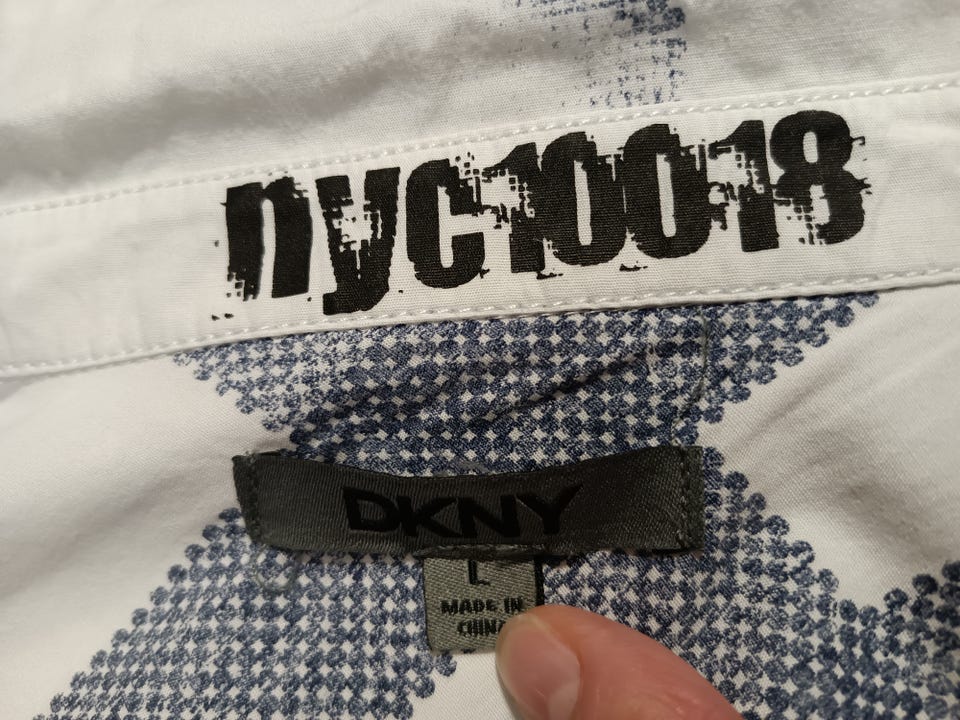 nyc10018
DKNY
L
MADE IN
CHINA